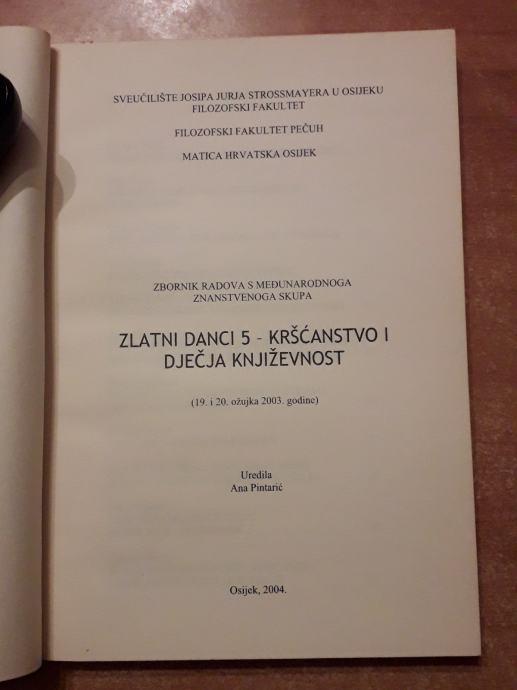 SVEUČILIŠTE JOSIPA JURJA STROSSMAYERA U OSIJEKU
FILOZOFSKI FAKULTET
FILOZOFSKI FAKULTET PEČUH
MATICA HRVATSKA OSIJEK
ZBORNIK RADOVA S MEĐUNARODNOGA
ZNANSTVENOGA SKUPA
ZLATNI DANCI 5 – KRŠĆANSTVO I
DJEČJA KNJIŽEVNOST
(19. i 20. ožujka 2003. godine)
Uredila
Ana Pintarić
Osijek, 2004.